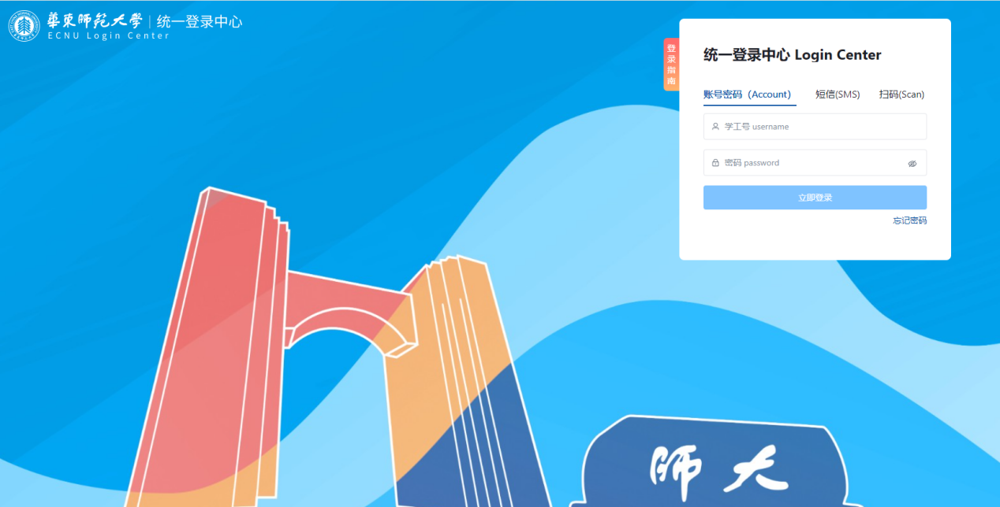 華東師範大學 | 统一登录中心
ECNU Login Center
登录指南
统一登录中心 Login Center
账号密码（Account） 短信(SMS) 扫码(Scan)
学工号 username
密码 password
立即登录
忘记密码
師大